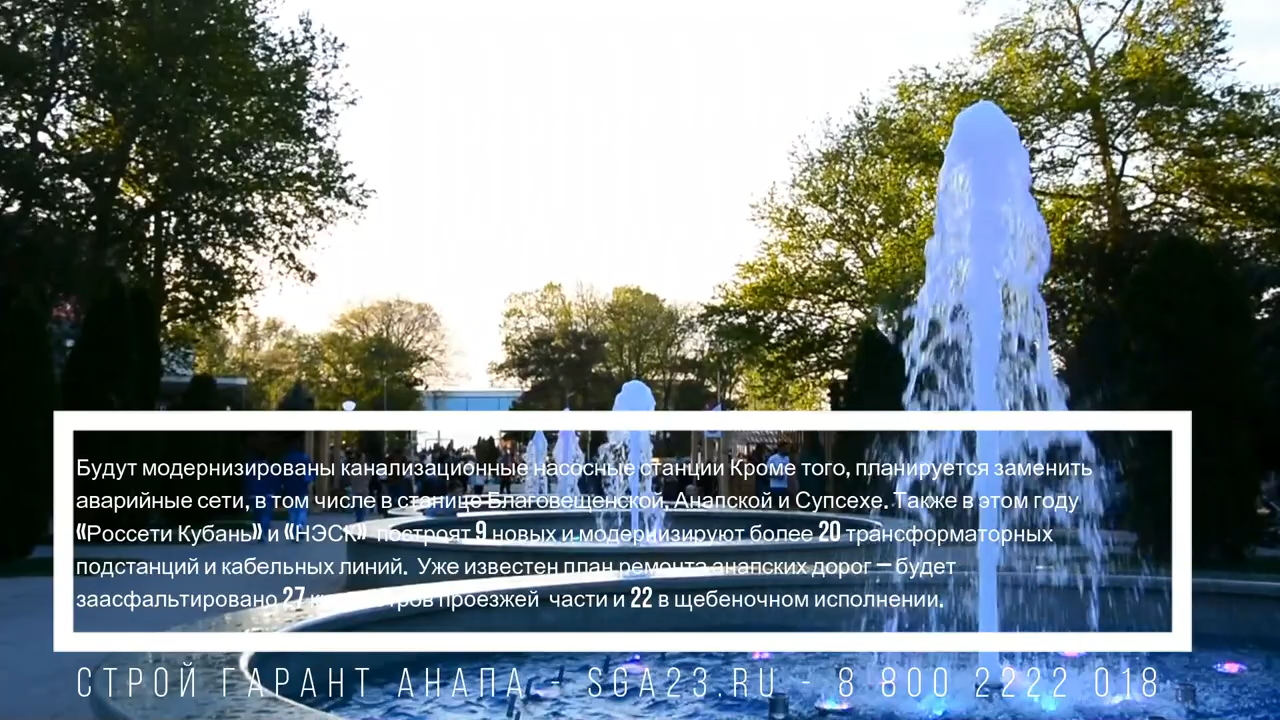 Будут модернизированы канализационные насосные станции Кроме того, планируется заменить
аварийные сети, в том числе в станице Благовещенской, Анапской и Супсехе. Также в этом году
«Россети Кубань» и «НЭСК»  построят 9 новых и модернизируют более 20 трансформаторных
подстанций и кабельных линий.  Уже известен план ремонта анапских дорог – будет
заасфальтировано 27 километров проезжей  части и 22 в щебеночном исполнении.
СТРОЙ ГАРАНТ АНАПА - SGA23.RU - 8 800 2222 018